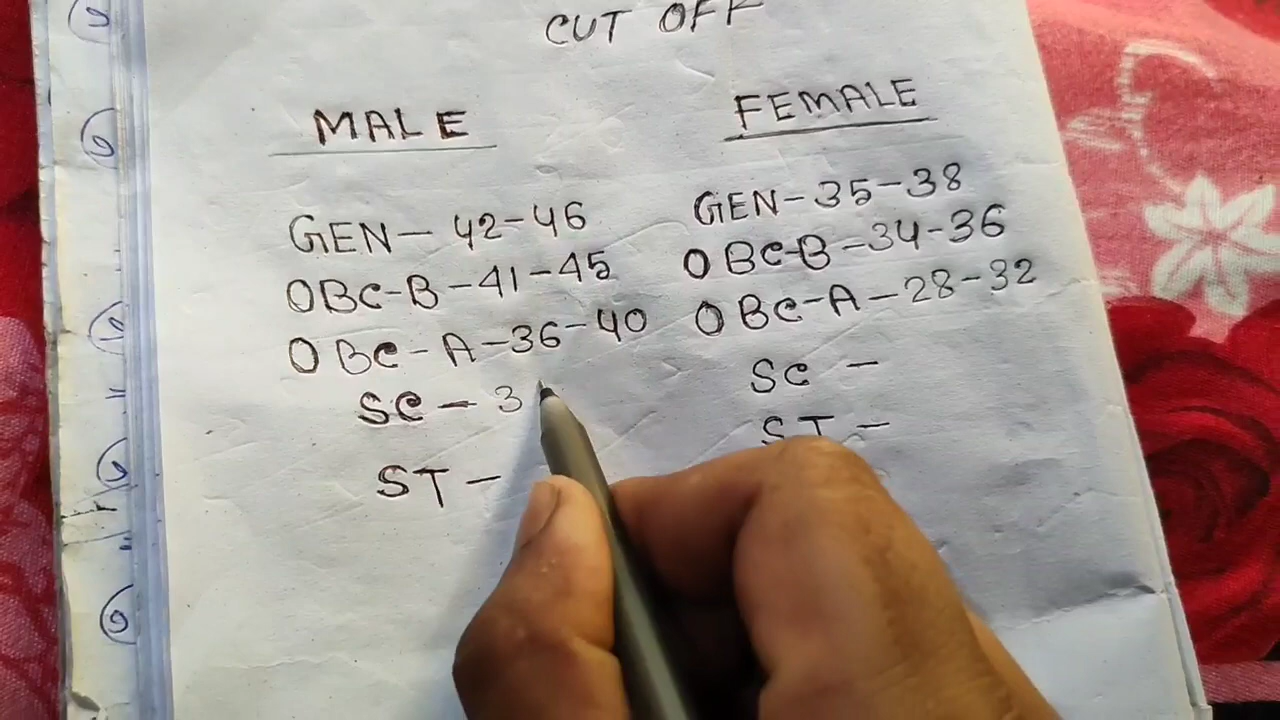 CUT OFF
MALE
GEN - 42-46
OBC-B-41-45
OBC-A-36-40
SC - 3
ST -
FEMALE
GEN-35-38
OBC-B-34-36
OBC-A-28-32
SC -
ST -